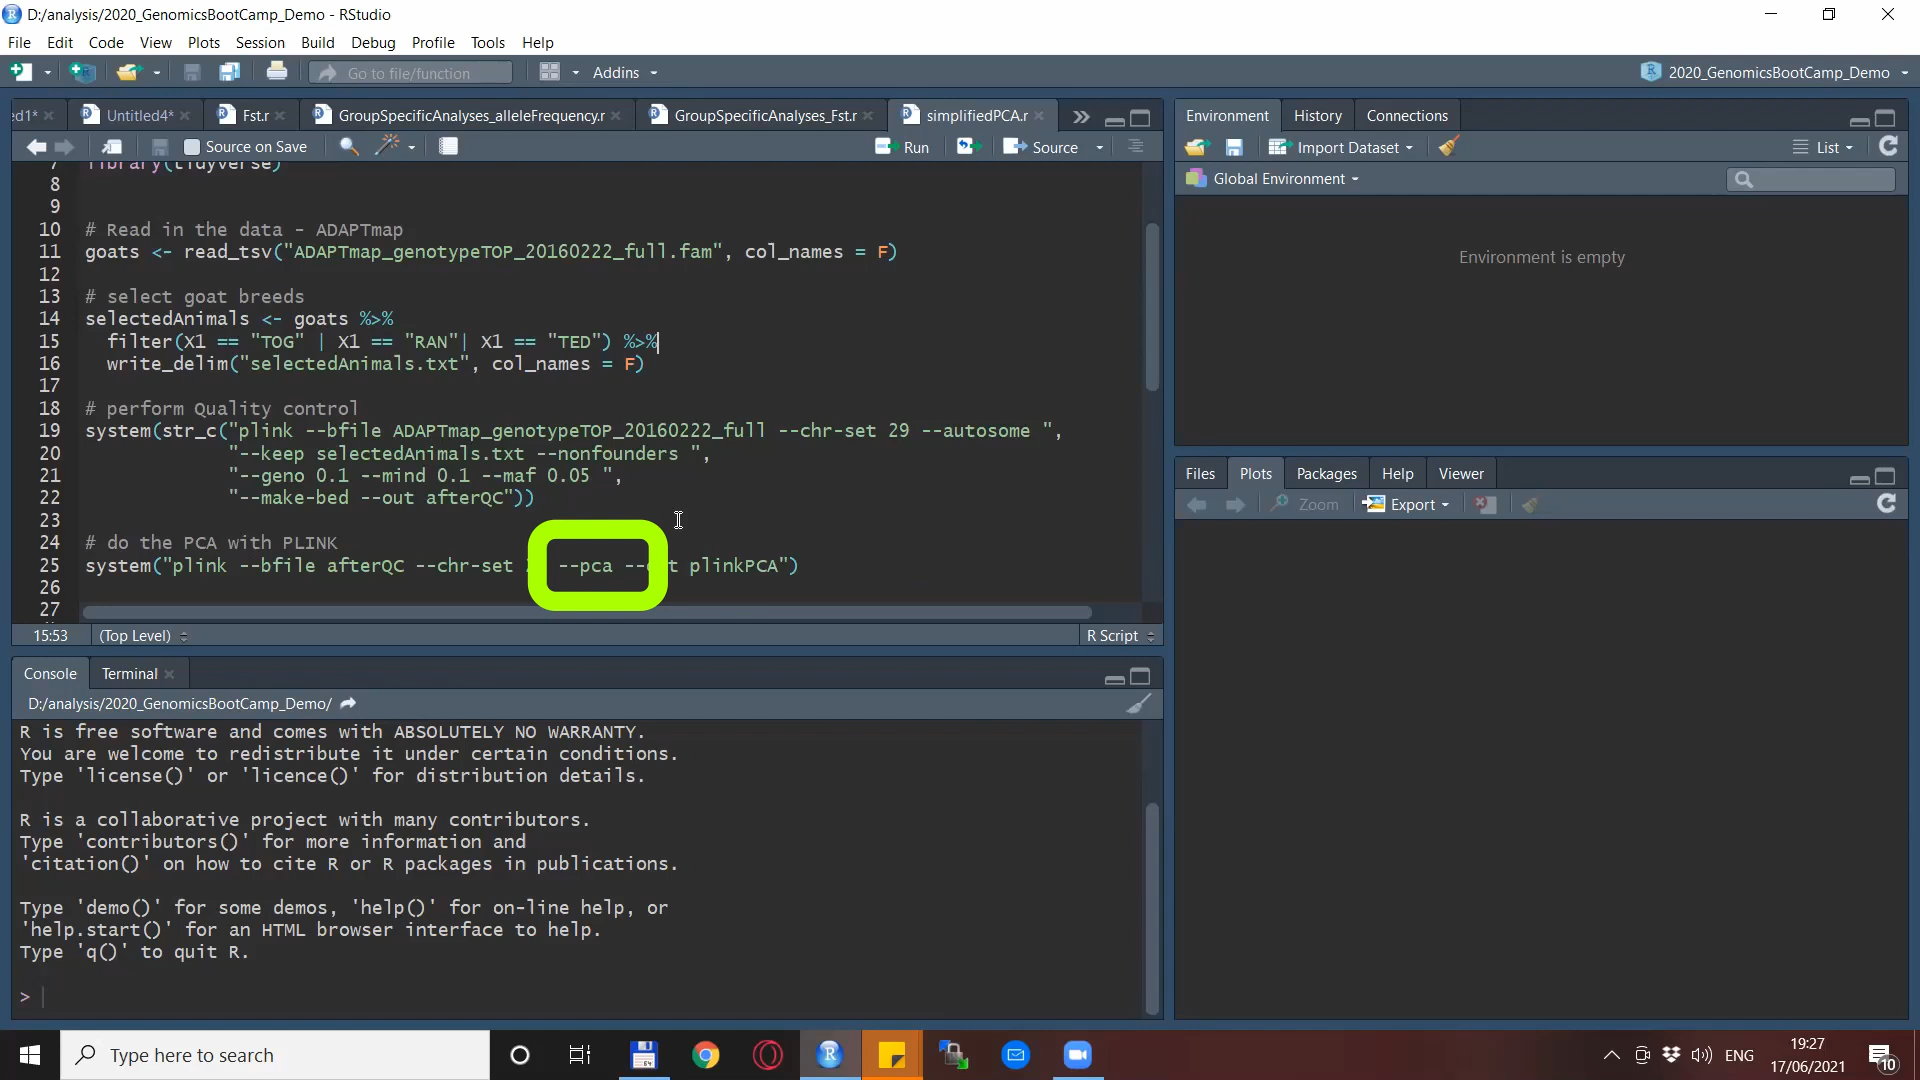 D:/analysis/2020_GenomicsBootCamp_Demo - RStudio
File Edit Code View Plots Session Build Debug Profile Tools Help
Go to file/function Addins 2020_GenomicsBootCamp_Demo
ed1* Untitled4* Fst.r GroupSpecificAnalyses_alleleFrequency.r GroupSpecificAnalyses_Fst.r simplifiedPCA.r
Source on Save Run Source
7 library(tidyverse)
8
9
10 # Read in the data - ADAPTmap
11 goats <- read_tsv("ADAPTmap_genotypeTOP_20160222_full.fam", col_names = F)
12
13 # select goat breeds
14 selectedAnimals <- goats %>%
15 filter(X1 == "TOG" | X1 == "RAN"| X1 == "TED") %>%
16 write_delim("selectedAnimals.txt", col_names = F)
17
18 # perform Quality control
19 system(str_c("plink --bfile ADAPTmap_genotypeTOP_20160222_full --chr-set 29 --autosome ",
20 "--keep selectedAnimals.txt --nonfounders ",
21 "--geno 0.1 --mind 0.1 --maf 0.05 ",
22 "--make-bed --out afterQC"))
23
24 # do the PCA with PLINK
25 system("plink --bfile afterQC --chr-set --pca plinkPCA")
26
27
15:53 (Top Level) R Script
Console Terminal
D:/analysis/2020_GenomicsBootCamp_Demo/
R is free software and comes with ABSOLUTELY NO WARRANTY.
You are welcome to redistribute it under certain conditions.
Type 'license()' or 'licence()' for distribution details.
R is a collaborative project with many contributors.
Type 'contributors()' for more information and
'citation()' on how to cite R or R packages in publications.
Type 'demo()' for some demos, 'help()' for on-line help, or
'help.start()' for an HTML browser interface to help.
Type 'q()' to quit R.
>
Environment History Connections
Import Dataset List
Global Environment
Environment is empty
Files Plots Packages Help Viewer
Zoom Export
Type here to search
ENG
19:27
17/06/2021
10